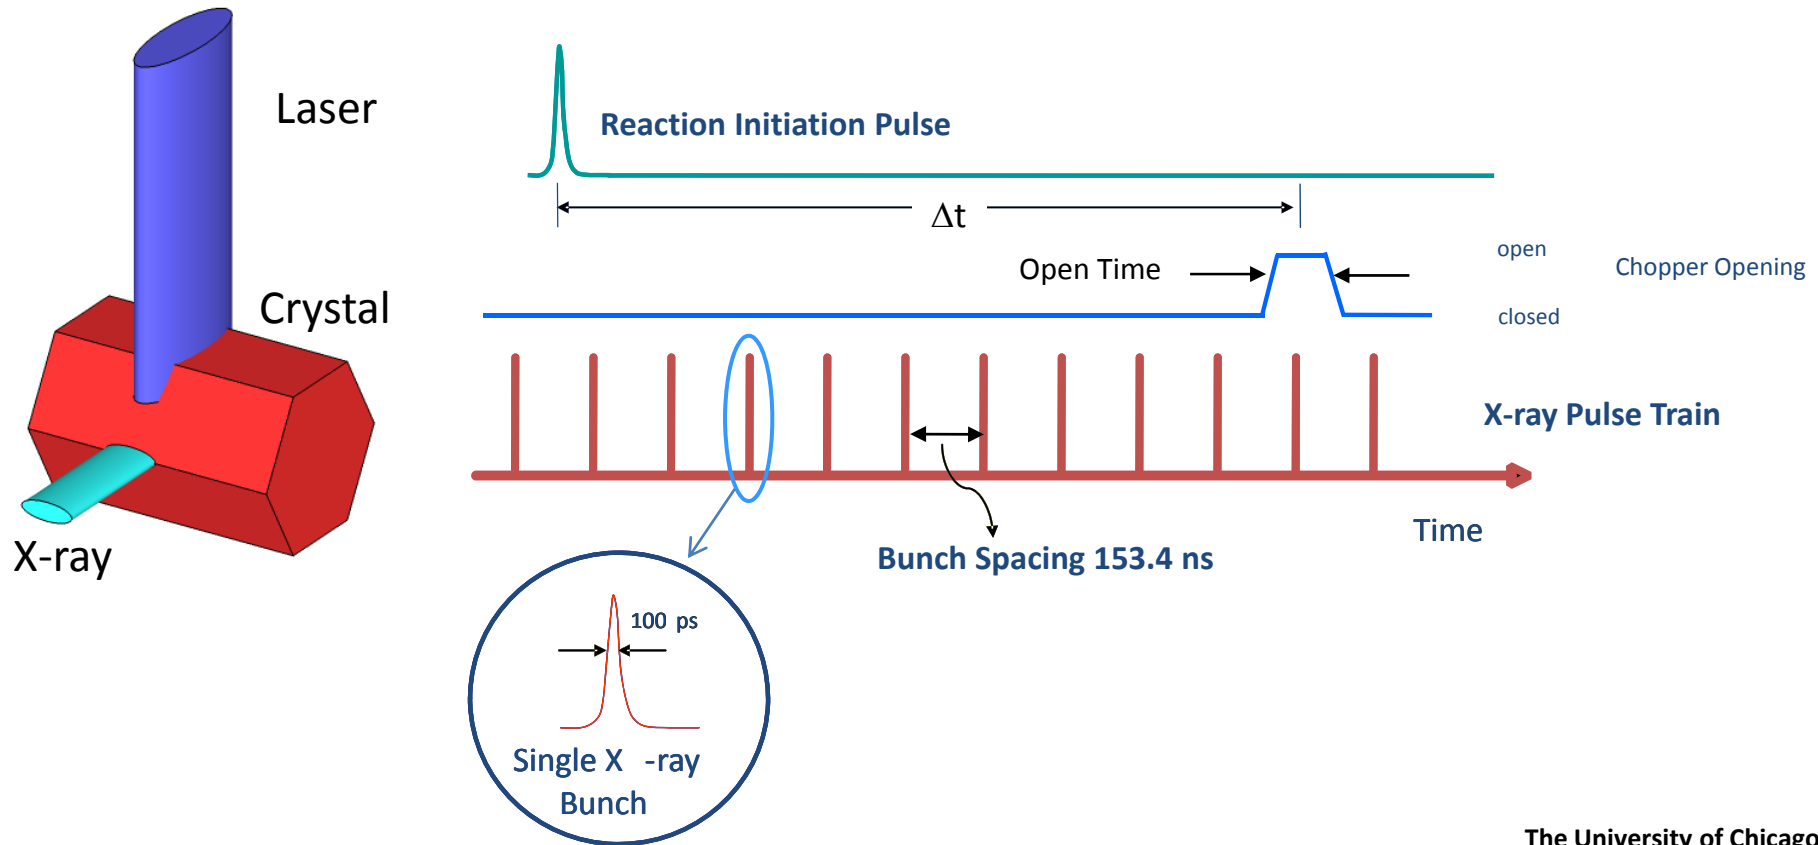 Laser
Reaction Initiation Pulse
Δt
Open Time
open
Chopper Opening
Crystal
closed
X-ray Pulse Train
Time
X-ray
Bunch Spacing 153.4 ns
100 ps
Single X -ray
Bunch
The University of Chicago